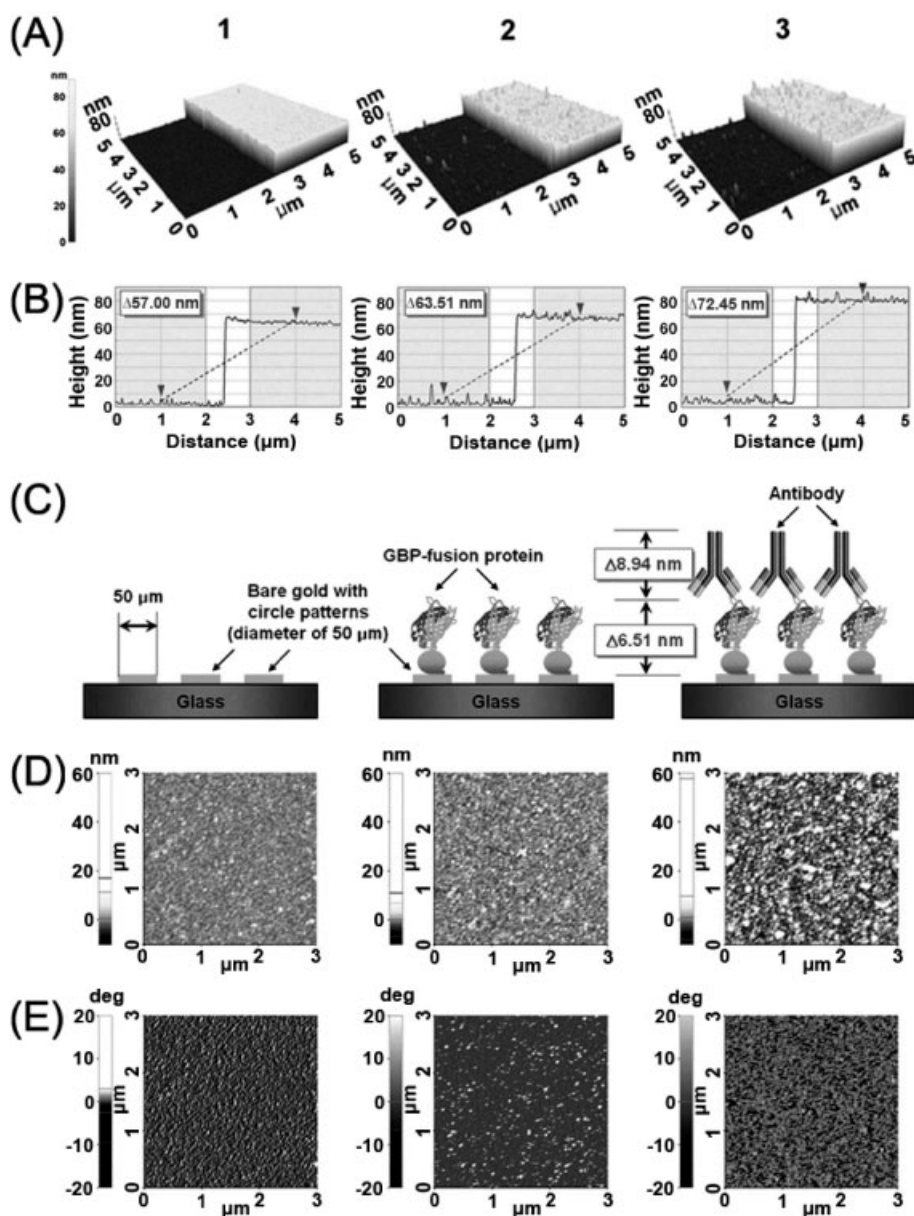 (A)
1
2
3
nm
80
60
40
20
0
nm
80
5
4
3
2
1
0
µm
0
1
2
3
4
5
µm
nm
80
5
4
3
2
1
0
µm
0
1
2
3
4
5
µm
nm
80
5
4
3
2
1
0
µm
0
1
2
3
4
5
µm
(B)
Height (nm)
80
60
40
20
0
Δ57.00 nm
0 1 2 3 4 5
Distance (µm)
Height (nm)
80
60
40
20
0
Δ63.51 nm
0 1 2 3 4 5
Distance (µm)
Height (nm)
80
60
40
20
0
Δ72.45 nm
0 1 2 3 4 5
Distance (µm)
(C)
50 µm
Bare gold with
circle patterns
(diameter of 50 µm)
Glass
GBP-fusion protein
Glass
Antibody
Δ8.94 nm
Δ6.51 nm
Glass
(D)
nm
60
40
20
0
3
2
µm
1
0
0 1 2 3
µm
nm
60
40
20
0
3
2
µm
1
0
0 1 2 3
µm
nm
60
40
20
0
3
2
µm
1
0
0 1 2 3
µm
(E)
deg
20
10
0
-10
-20
3
2
µm
1
0
0 1 2 3
µm
deg
20
10
0
-10
-20
3
2
µm
1
0
0 1 2 3
µm
deg
20
10
0
-10
-20
3
2
µm
1
0
0 1 2 3
µm